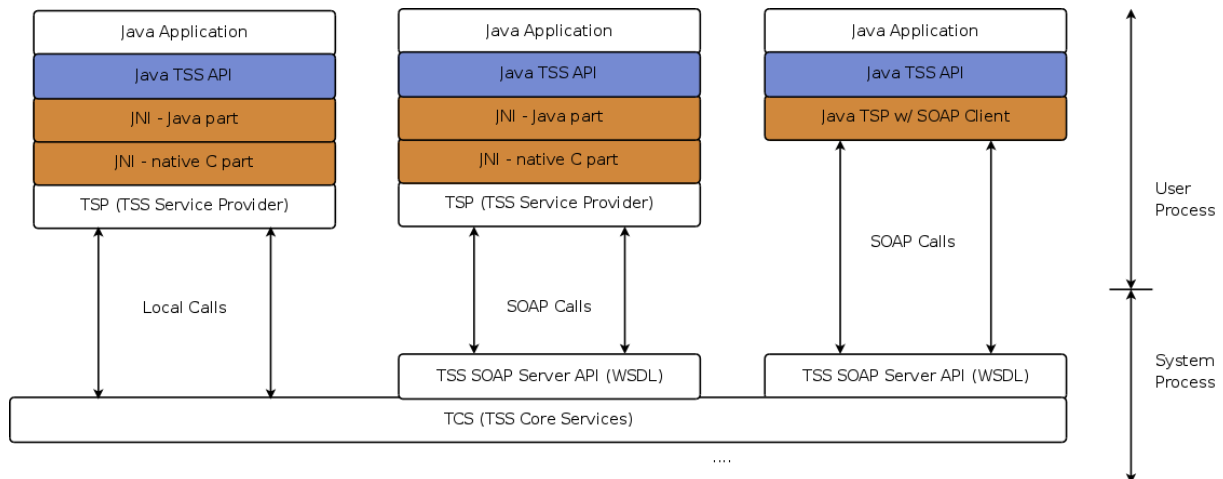 Java Application
Java TSS API
JNI - Java part
JNI - native C part
TSP (TSS Service Provider)
Local Calls
Java Application
Java TSS API
JNI - Java part
JNI - native C part
TSP (TSS Service Provider)
SOAP Calls
TSS SOAP Server API (WSDL)
Java Application
Java TSS API
Java TSP w/ SOAP Client
SOAP Calls
TSS SOAP Server API (WSDL)
TCS (TSS Core Services)
....
User
Process
System
Process